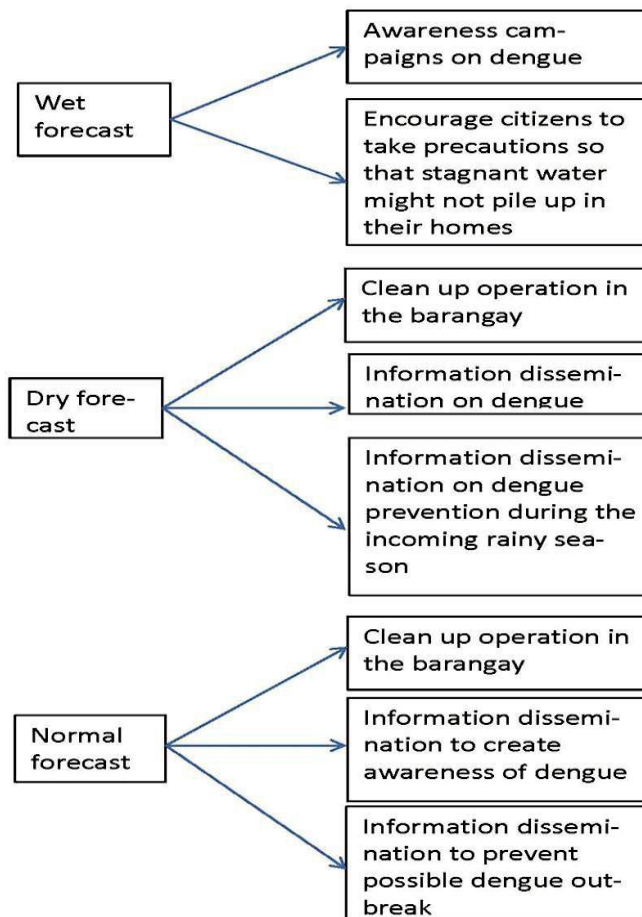 Awareness cam-
paigns on dengue
Wet
forecast
Encourage citizens to
take precautions so
that stagnant water
might not pile up in
their homes
Clean up operation in
the barangay
Dry fore-
cast
Information dissemi-
nation on dengue
Information dissemi-
nation on dengue
prevention during the
incoming rainy sea-
son
Clean up operation in
the barangay
Normal
forecast
Information dissemi-
nation to create
awareness of dengue
Information dissemi-
nation to prevent
possible dengue out-
break